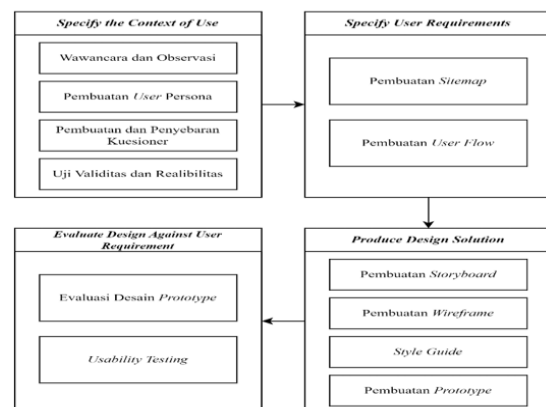 Specify the Context of Use
Wawancara dan Observasi
Pembuatan User Persona
Pembuatan dan Penyebaran
Kuesioner
Uji Validitas dan Realibilitas
Specify User Requirements
Pembuatan Sitemap
Pembuatan User Flow
Produce Design Solution
Pembuatan Storyboard
Pembuatan Wireframe
Style Guide
Pembuatan Prototype
Evaluate Design Against User
Requirement
Evaluasi Desain Prototype
Usability Testing